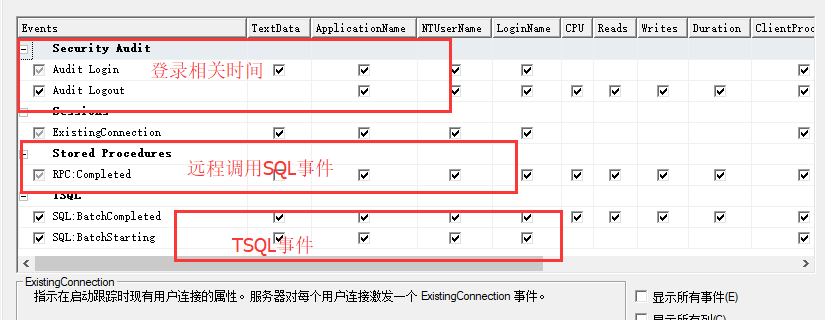 Events TextData ApplicationName NTUserName LoginName CPU Reads Writes Duration ClientProc
Security Audit
Audit Login 登录相关时间
Audit Logout
Sessions
ExistingConnection
Stored Procedures
RPC:Completed 远程调用SQL事件
TSQL
SQL:BatchCompleted
SQL:BatchStarting TSQL事件
ExistingConnection
指示在启动跟踪时现有用户连接的属性。服务器对每个用户连接激发一个 ExistingConnection 事件。
显示所有事件(E)
显示所有列(C)